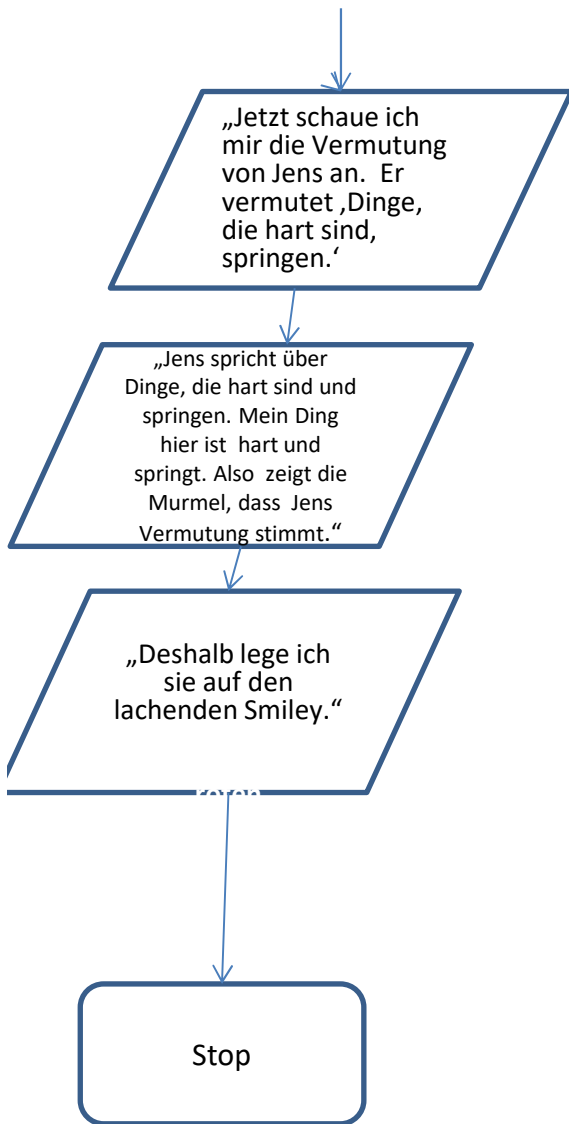 „Jetzt schaue ich
mir die Vermutung
von Jens an. Er
vermutet ‚Dinge,
die hart sind,
springen.‘
„Jens spricht über
Dinge, die hart sind und
springen. Mein Ding
hier ist hart und
springt. Also zeigt die
Murmel, dass Jens
Vermutung stimmt.“
„Deshalb lege ich
sie auf den
lachenden Smiley.“
Stop